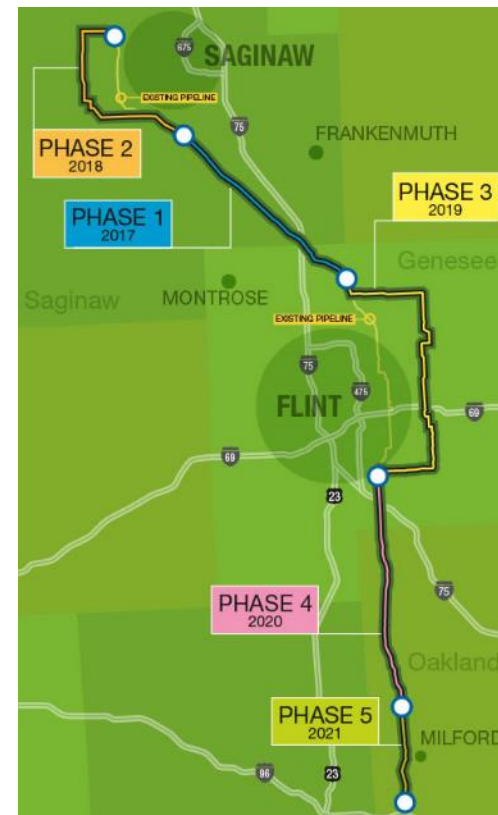 675
SAGINAW
EXISTING PIPELINE
75
FRANKENMUTH
PHASE 2
2018
PHASE 3
2019
PHASE 1
2017
Genesee
Saginaw
MONTROSE
EXISTING PIPELINE
75
475
FLINT
69
69
23
75
PHASE 4
2020
Oakland
PHASE 5
2021
MILFORD
96
23